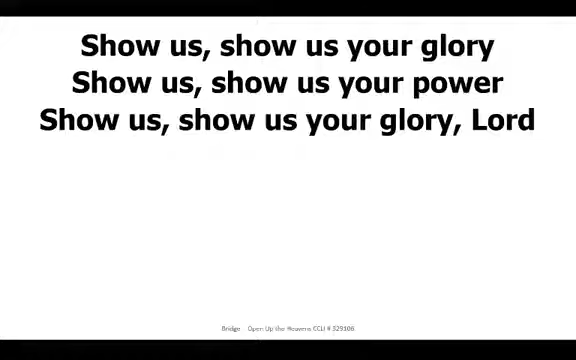 Show us, show us your glory
Show us, show us your power
Show us, show us your glory, Lord
Bridge Open Up the Heavens CCLI # 329106